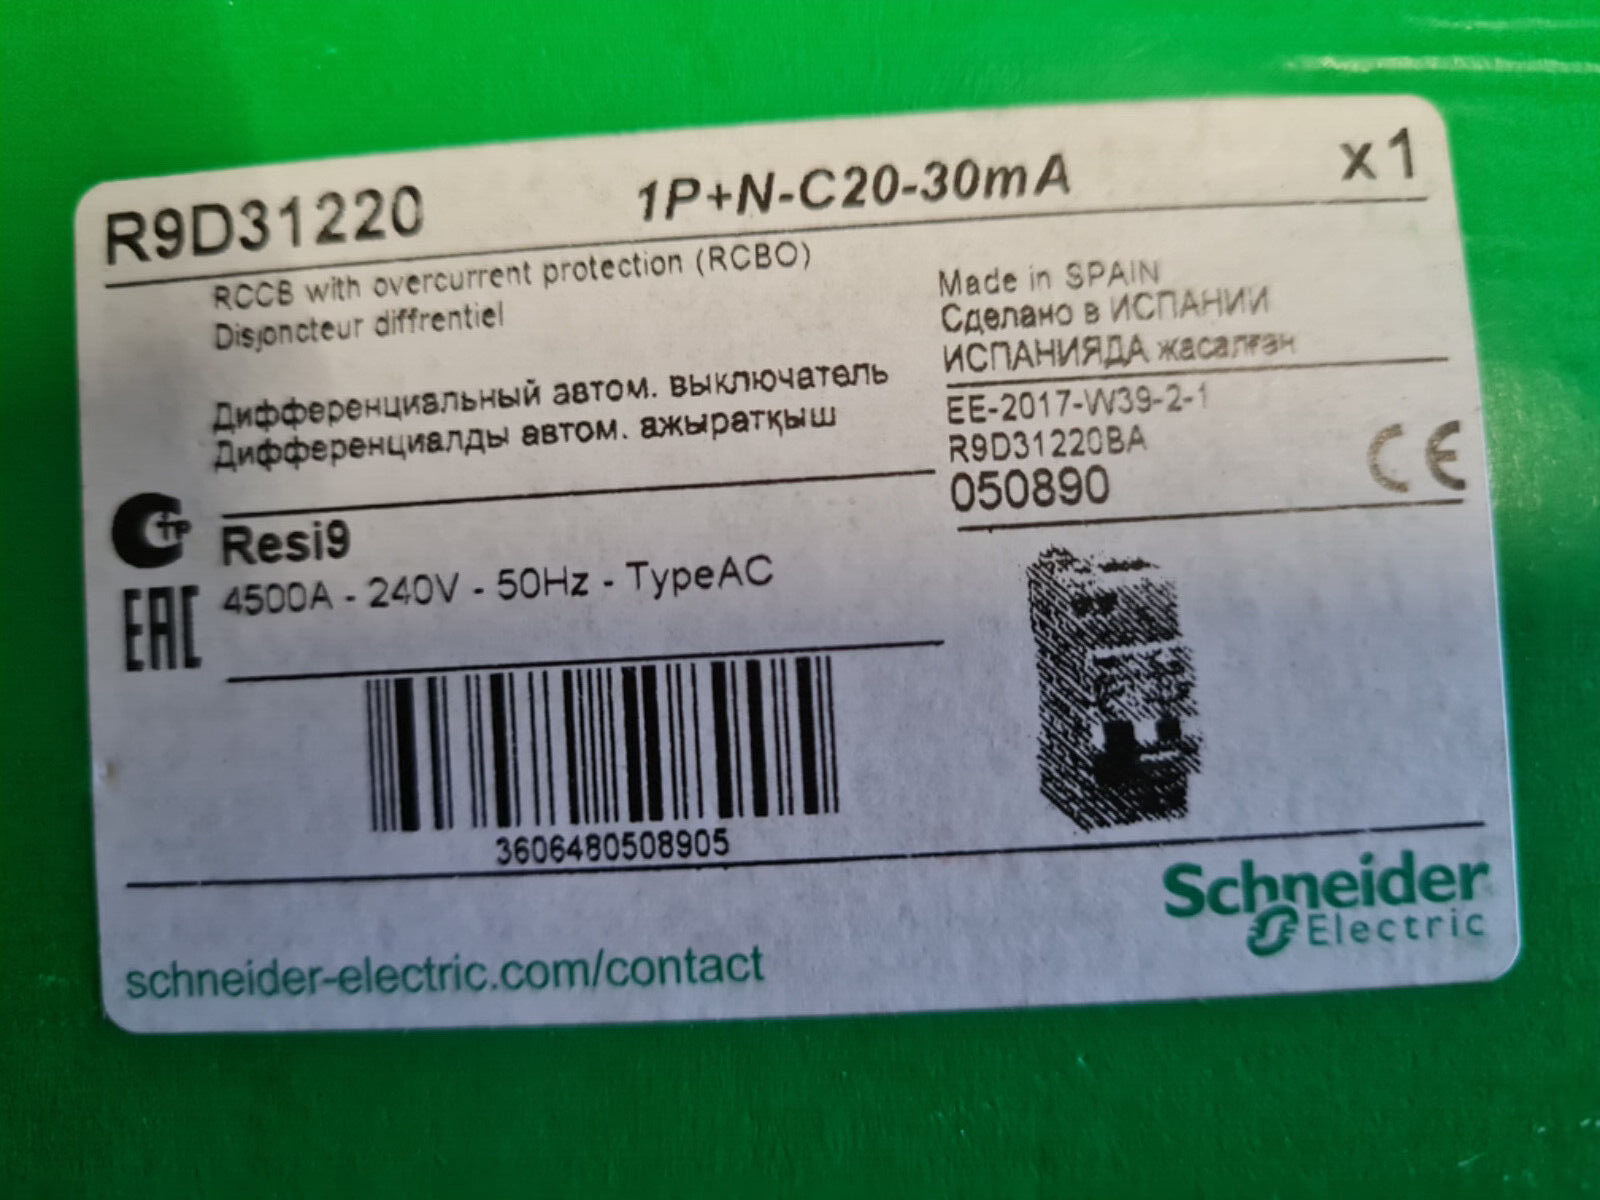 R9D31220 1P+N-C20-30mA x1
RCCB with overcurrent protection (RCBO)
Disjoncteur diffrentiel
Дифференциальный автом. выключатель
Дифференциалды автом. ажыратқыш
Made in SPAIN
Сделано в ИСПАНИИ
ИСПАНИЯДА жасалған
EE-2017-W39-2-1
R9D31220BA
050890
CE
Resi9
4500A - 240V - 50Hz - TypeAC
EAC
3606480508905
Schneider
Electric
schneider-electric.com/contact